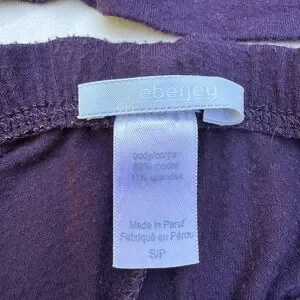 eberjey
body/corps
89% modal/
11% spandex
Made in Peru/
Fabriqué au Pérou
S/P